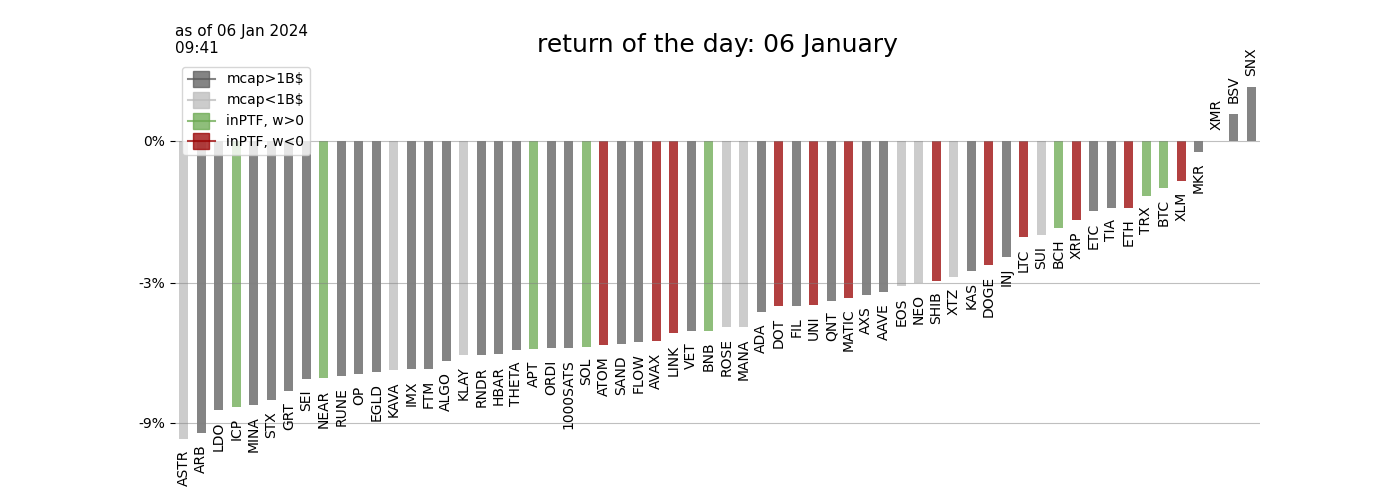 as of 06 Jan 2024
09:41
return of the day: 06 January
mcap>1B$
mcap<1B$
inPTF, w>0
inPTF, w<0
0%
-3%
-9%
ASTR
ARB
LDO
ICP
MINA
STX
GRT
SEI
NEAR
RUNE
OP
EGLD
KAVA
IMX
FTM
ALGO
KLAY
RNDR
HBAR
THETA
APT
ORDI
1000SATS
SOL
ATOM
SAND
FLOW
AVAX
LINK
VET
BNB
ROSE
MANA
ADA
DOT
FIL
UNI
QNT
MATIC
AXS
AAVE
EOS
NEO
SHIB
XTZ
KAS
DOGE
INJ
LTC
SUI
BCH
XRP
ETC
TIA
ETH
TRX
BTC
XLM
MKR
XMR
BSV
SNX